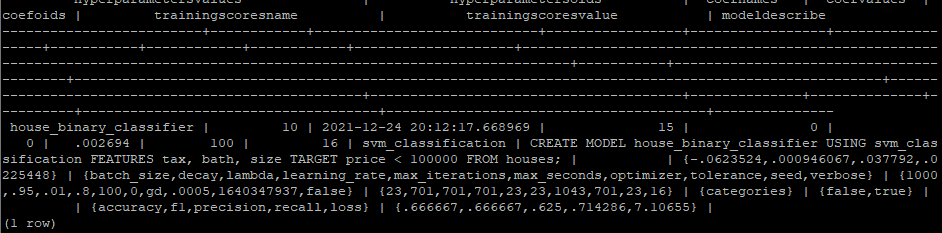 coefoids | trainingscoresname | trainingscoresvalue | modeldescribe
house_binary_classifier | 10 | 2021-12-24 20:12:17.668969 | 15 | 0 |
0 | .002694 | 100 | 16 | svm_classification | CREATE MODEL house_binary_classifier USING svm_clas
sification FEATURES tax, bath, size TARGET price < 100000 FROM houses; | | {-.0623524,.000946067,.037792,.0
225448} | {batch_size,decay,lambda,learning_rate,max_iterations,max_seconds,optimizer,tolerance,seed,verbose} | {1000
,.95,.01,.8,100,0,gd,.0005,1640347937,false} | {23,701,701,701,23,23,1043,701,23,16} | {categories} | {false,true} |
| {accuracy,f1,precision,recall,loss} | {.666667,.666667,.625,.714286,7.10655} |
(1 row)